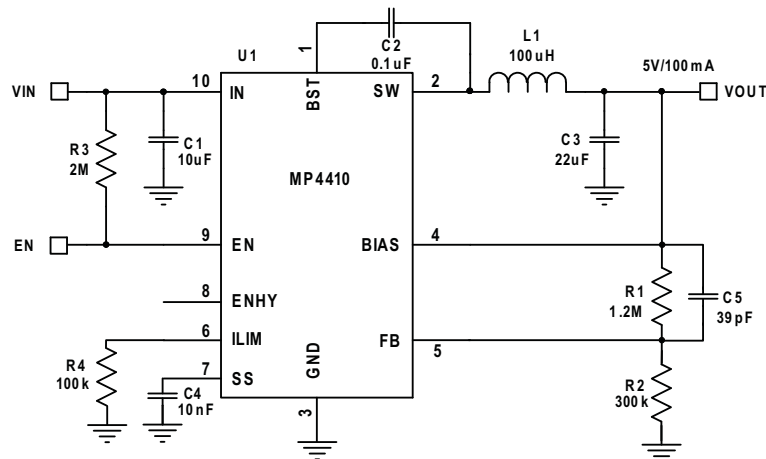 U1
1
C2
0.1uF
L1
100uH
5V/100mA
VIN
10
IN
BST
SW
2
VOUT
R3
2M
C1
10uF
C3
22uF
MP4410
EN
9
EN
BIAS
4
8
ENHY
R1
1.2M
C5
39pF
6
ILIM
FB
5
R4
100k
7
SS
GND
C4
10nF
3
R2
300k